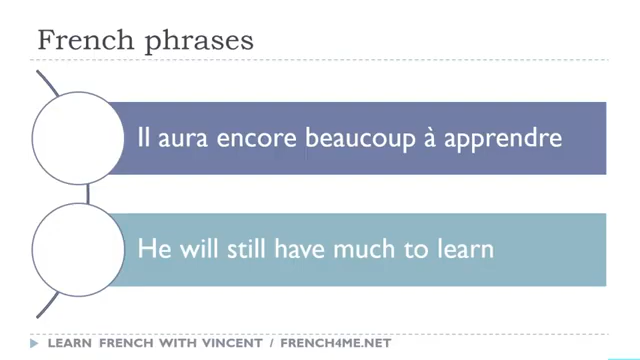 French phrases
Il aura encore beaucoup à apprendre
He will still have much to learn
LEARN FRENCH WITH VINCENT / FRENCH4ME.NET